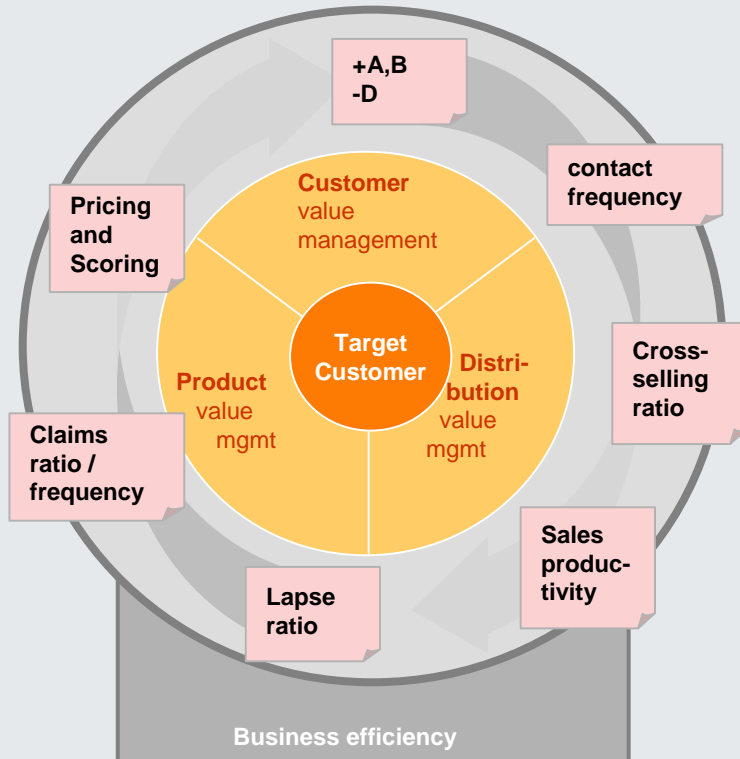 +A,B
-D
contact
frequency
Customer
value
management
Pricing
and
Scoring
Target
Customer
Distri-
bution
value
mgmt
Product
value
mgmt
Cross-
selling
ratio
Claims
ratio /
frequency
Sales
produc-
tivity
Lapse
ratio
Business efficiency